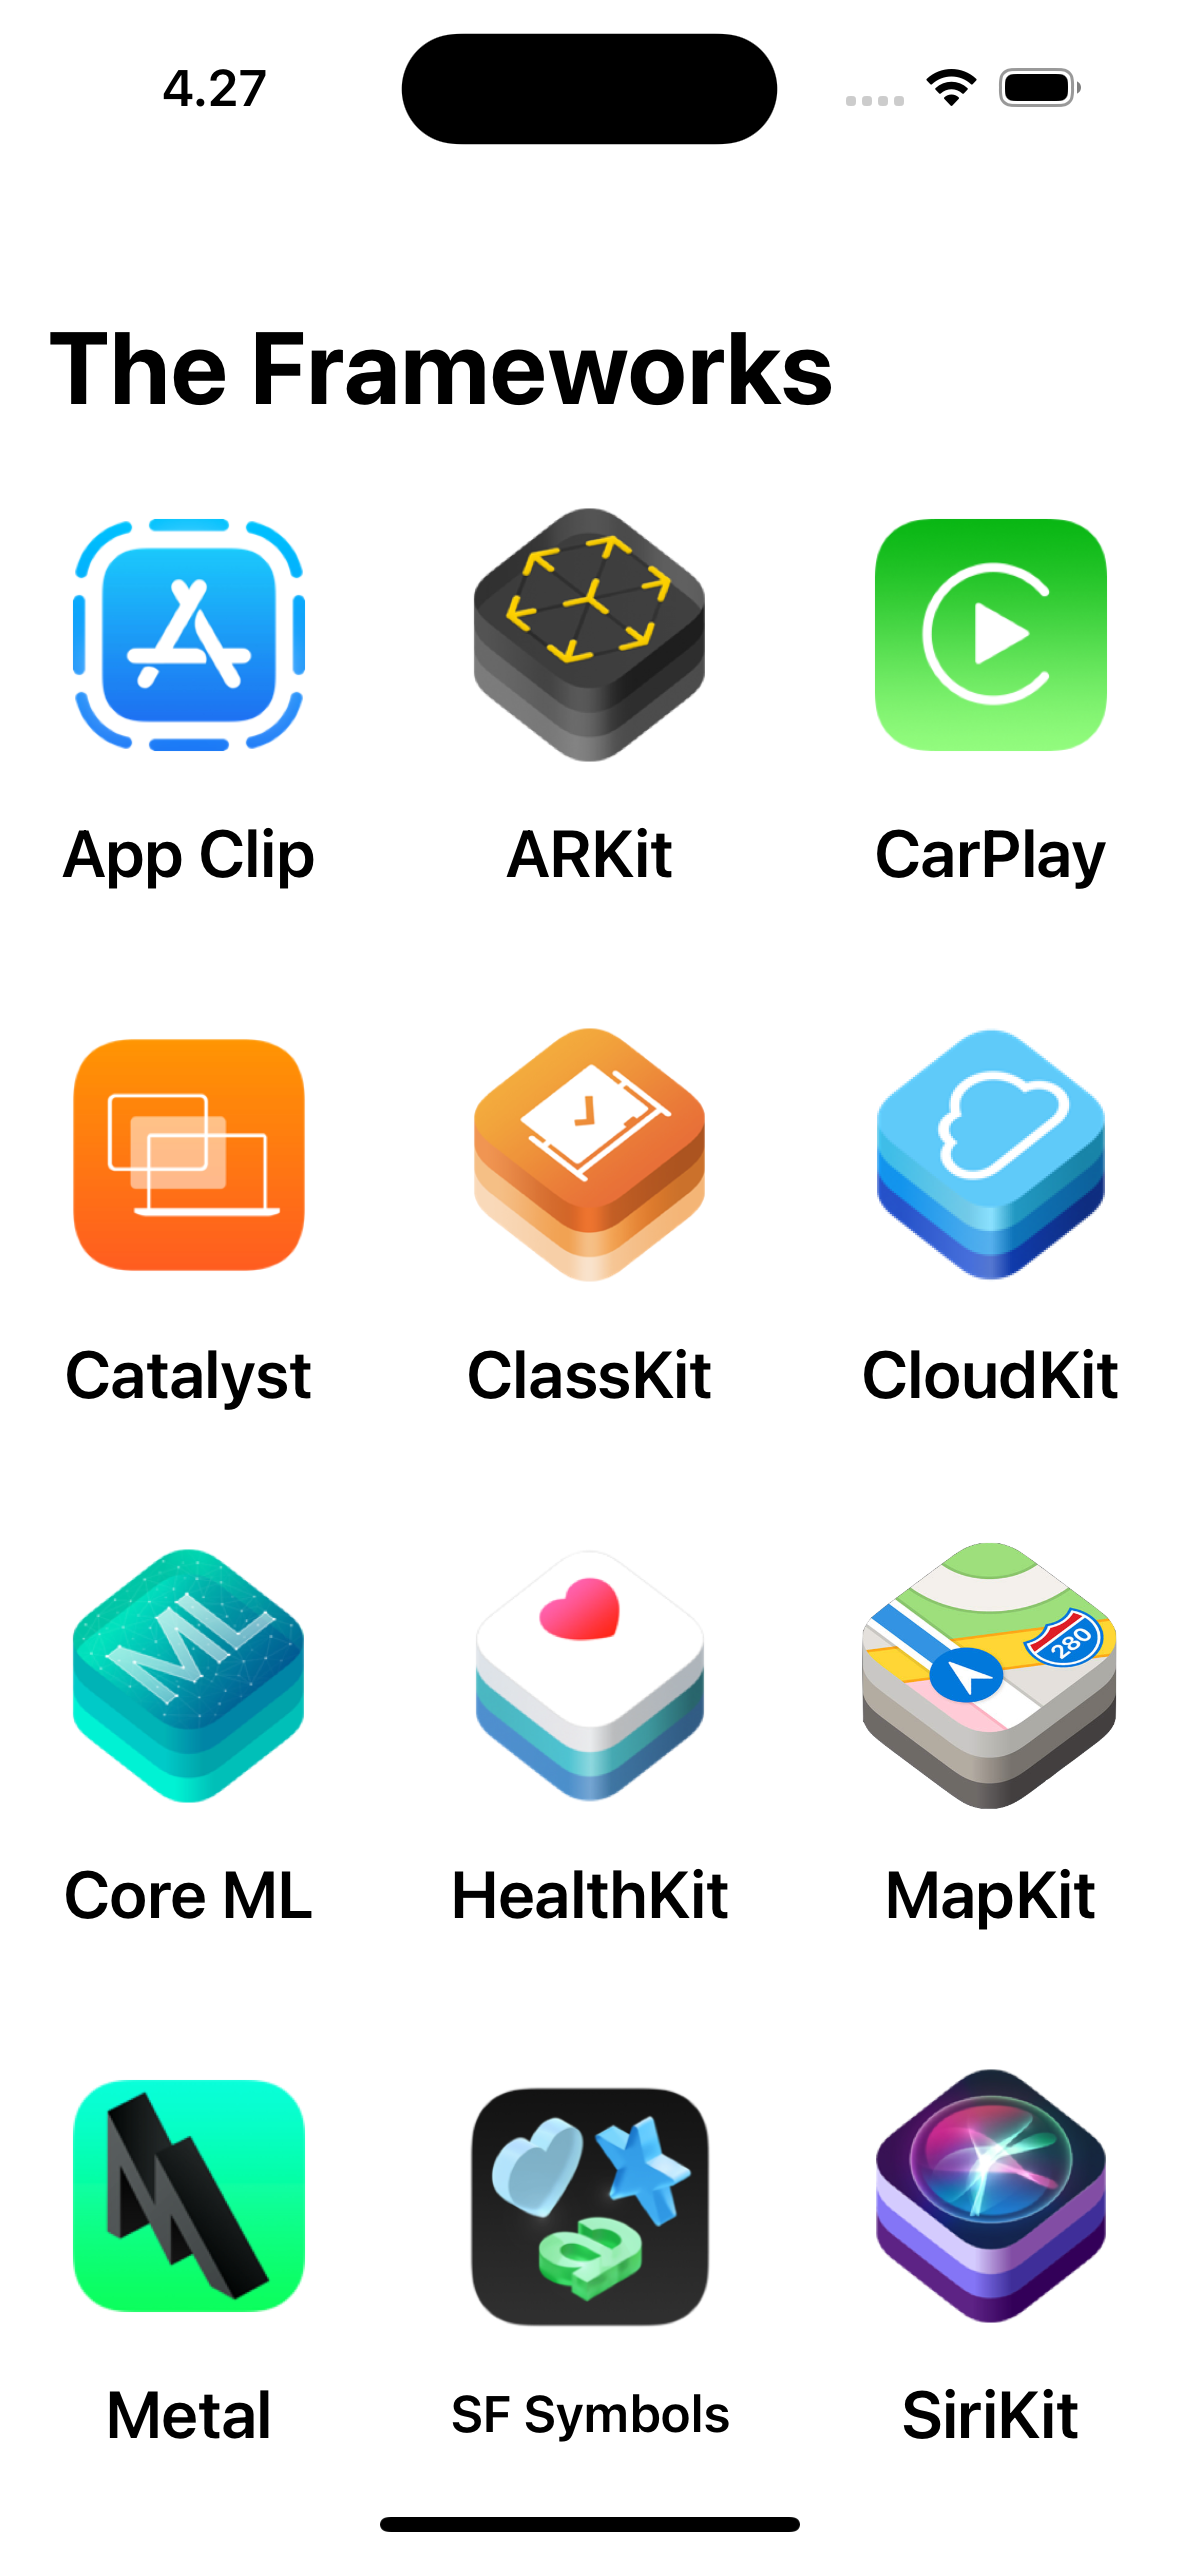 4.27
The Frameworks
App Clip ARKit CarPlay
Catalyst ClassKit CloudKit
ML
280
Core ML HealthKit MapKit
a
Metal SF Symbols SiriKit